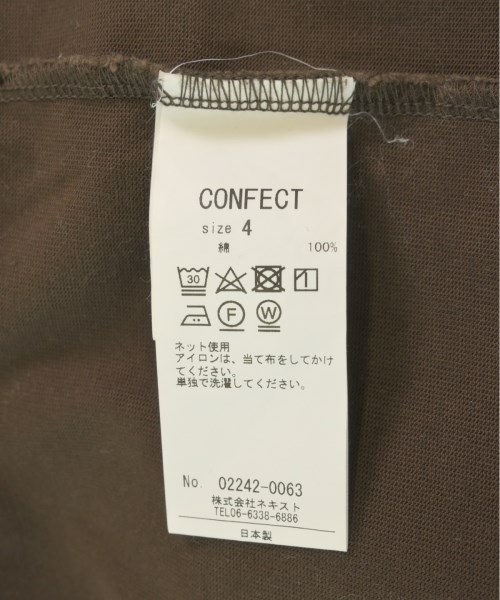 CONFECT
size 4
綿 100%
30
F W
ネット使用
アイロンは、当て布をしてかけ
てください。
単独で洗濯してください。
No. 02242-0063
株式会社ネキスト
TEL06-6338-6886
日本製